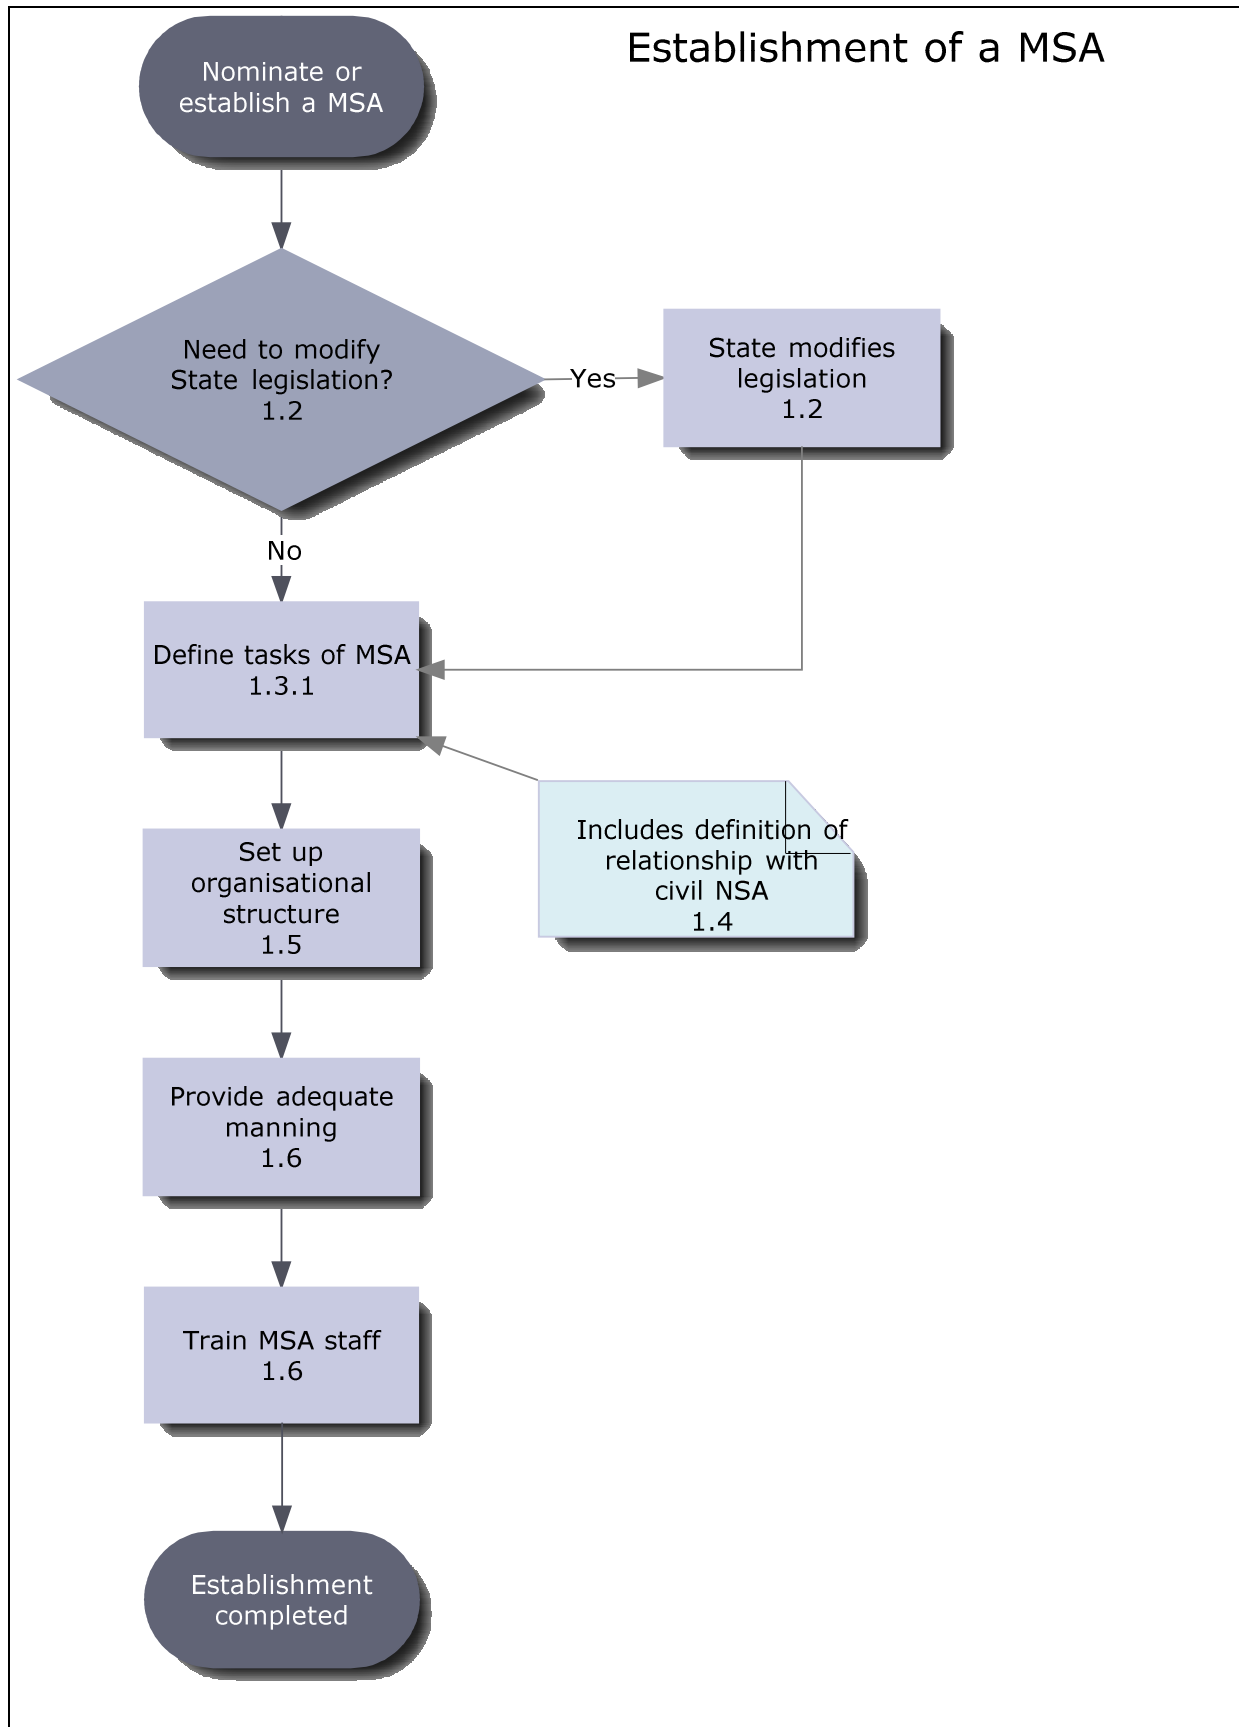 Establishment of a MSA
Nominate or
establish a MSA
Need to modify
State legislation?
1.2
Yes
State modifies
legislation
1.2
No
Define tasks of MSA
1.3.1
Includes definition of
relationship with
civil NSA
1.4
Set up
organisational
structure
1.5
Provide adequate
manning
1.6
Train MSA staff
1.6
Establishment
completed